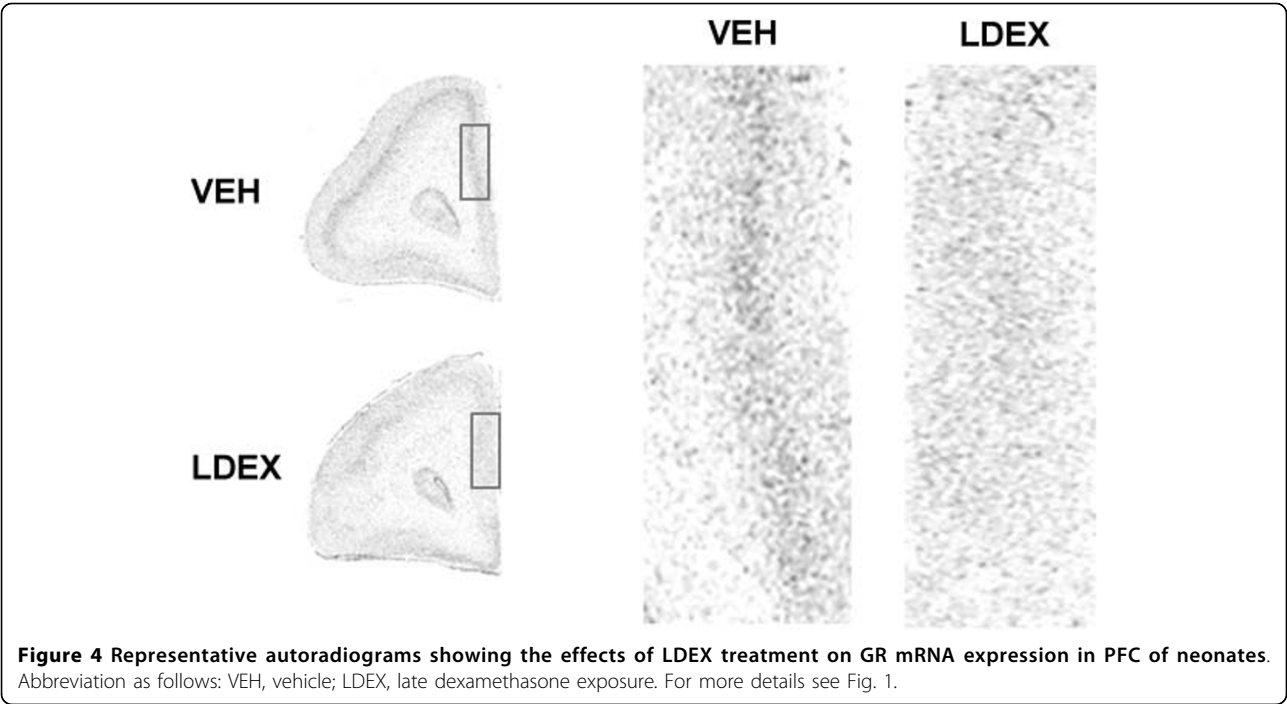 VEH LDEX
VEH
LDEX
Figure 4 Representative autoradiograms showing the effects of LDEX treatment on GR mRNA expression in PFC of neonates.
Abbreviation as follows: VEH, vehicle; LDEX, late dexamethasone exposure. For more details see Fig. 1.